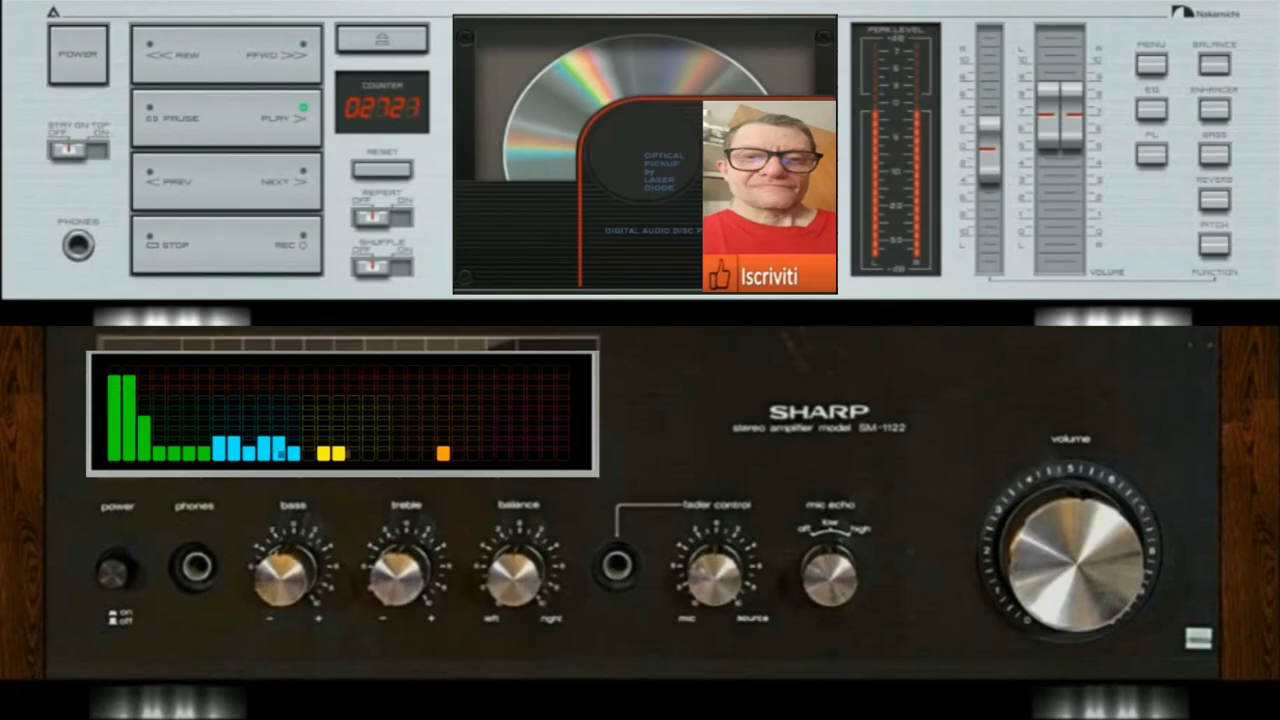 Nakamichi
POWER
<< REW
FFWD >>
PAUSE
PLAY >
< PREV
NEXT >
STOP
REC
STAY ON TOP
OFF ON
PHONES
COUNTER
02721
RESET
REPEAT
OFF ON
SHUFFLE
OFF ON
OPTICAL
PICKUP
by
LASER
DIODE
DIGITAL AUDIO DISC P
Iscriviti
PEAK LEVEL
L R
VOLUME
MENU
BALANCE
EQ
ENHANCER
PL
BASS
REVERB
PITCH
FUNCTION
SHARP
stereo amplifier model SM-1122
volume
power
phones
bass
treble
balance
fader control
mic echo
off low high
on
off
- +
- +
left right
mic source